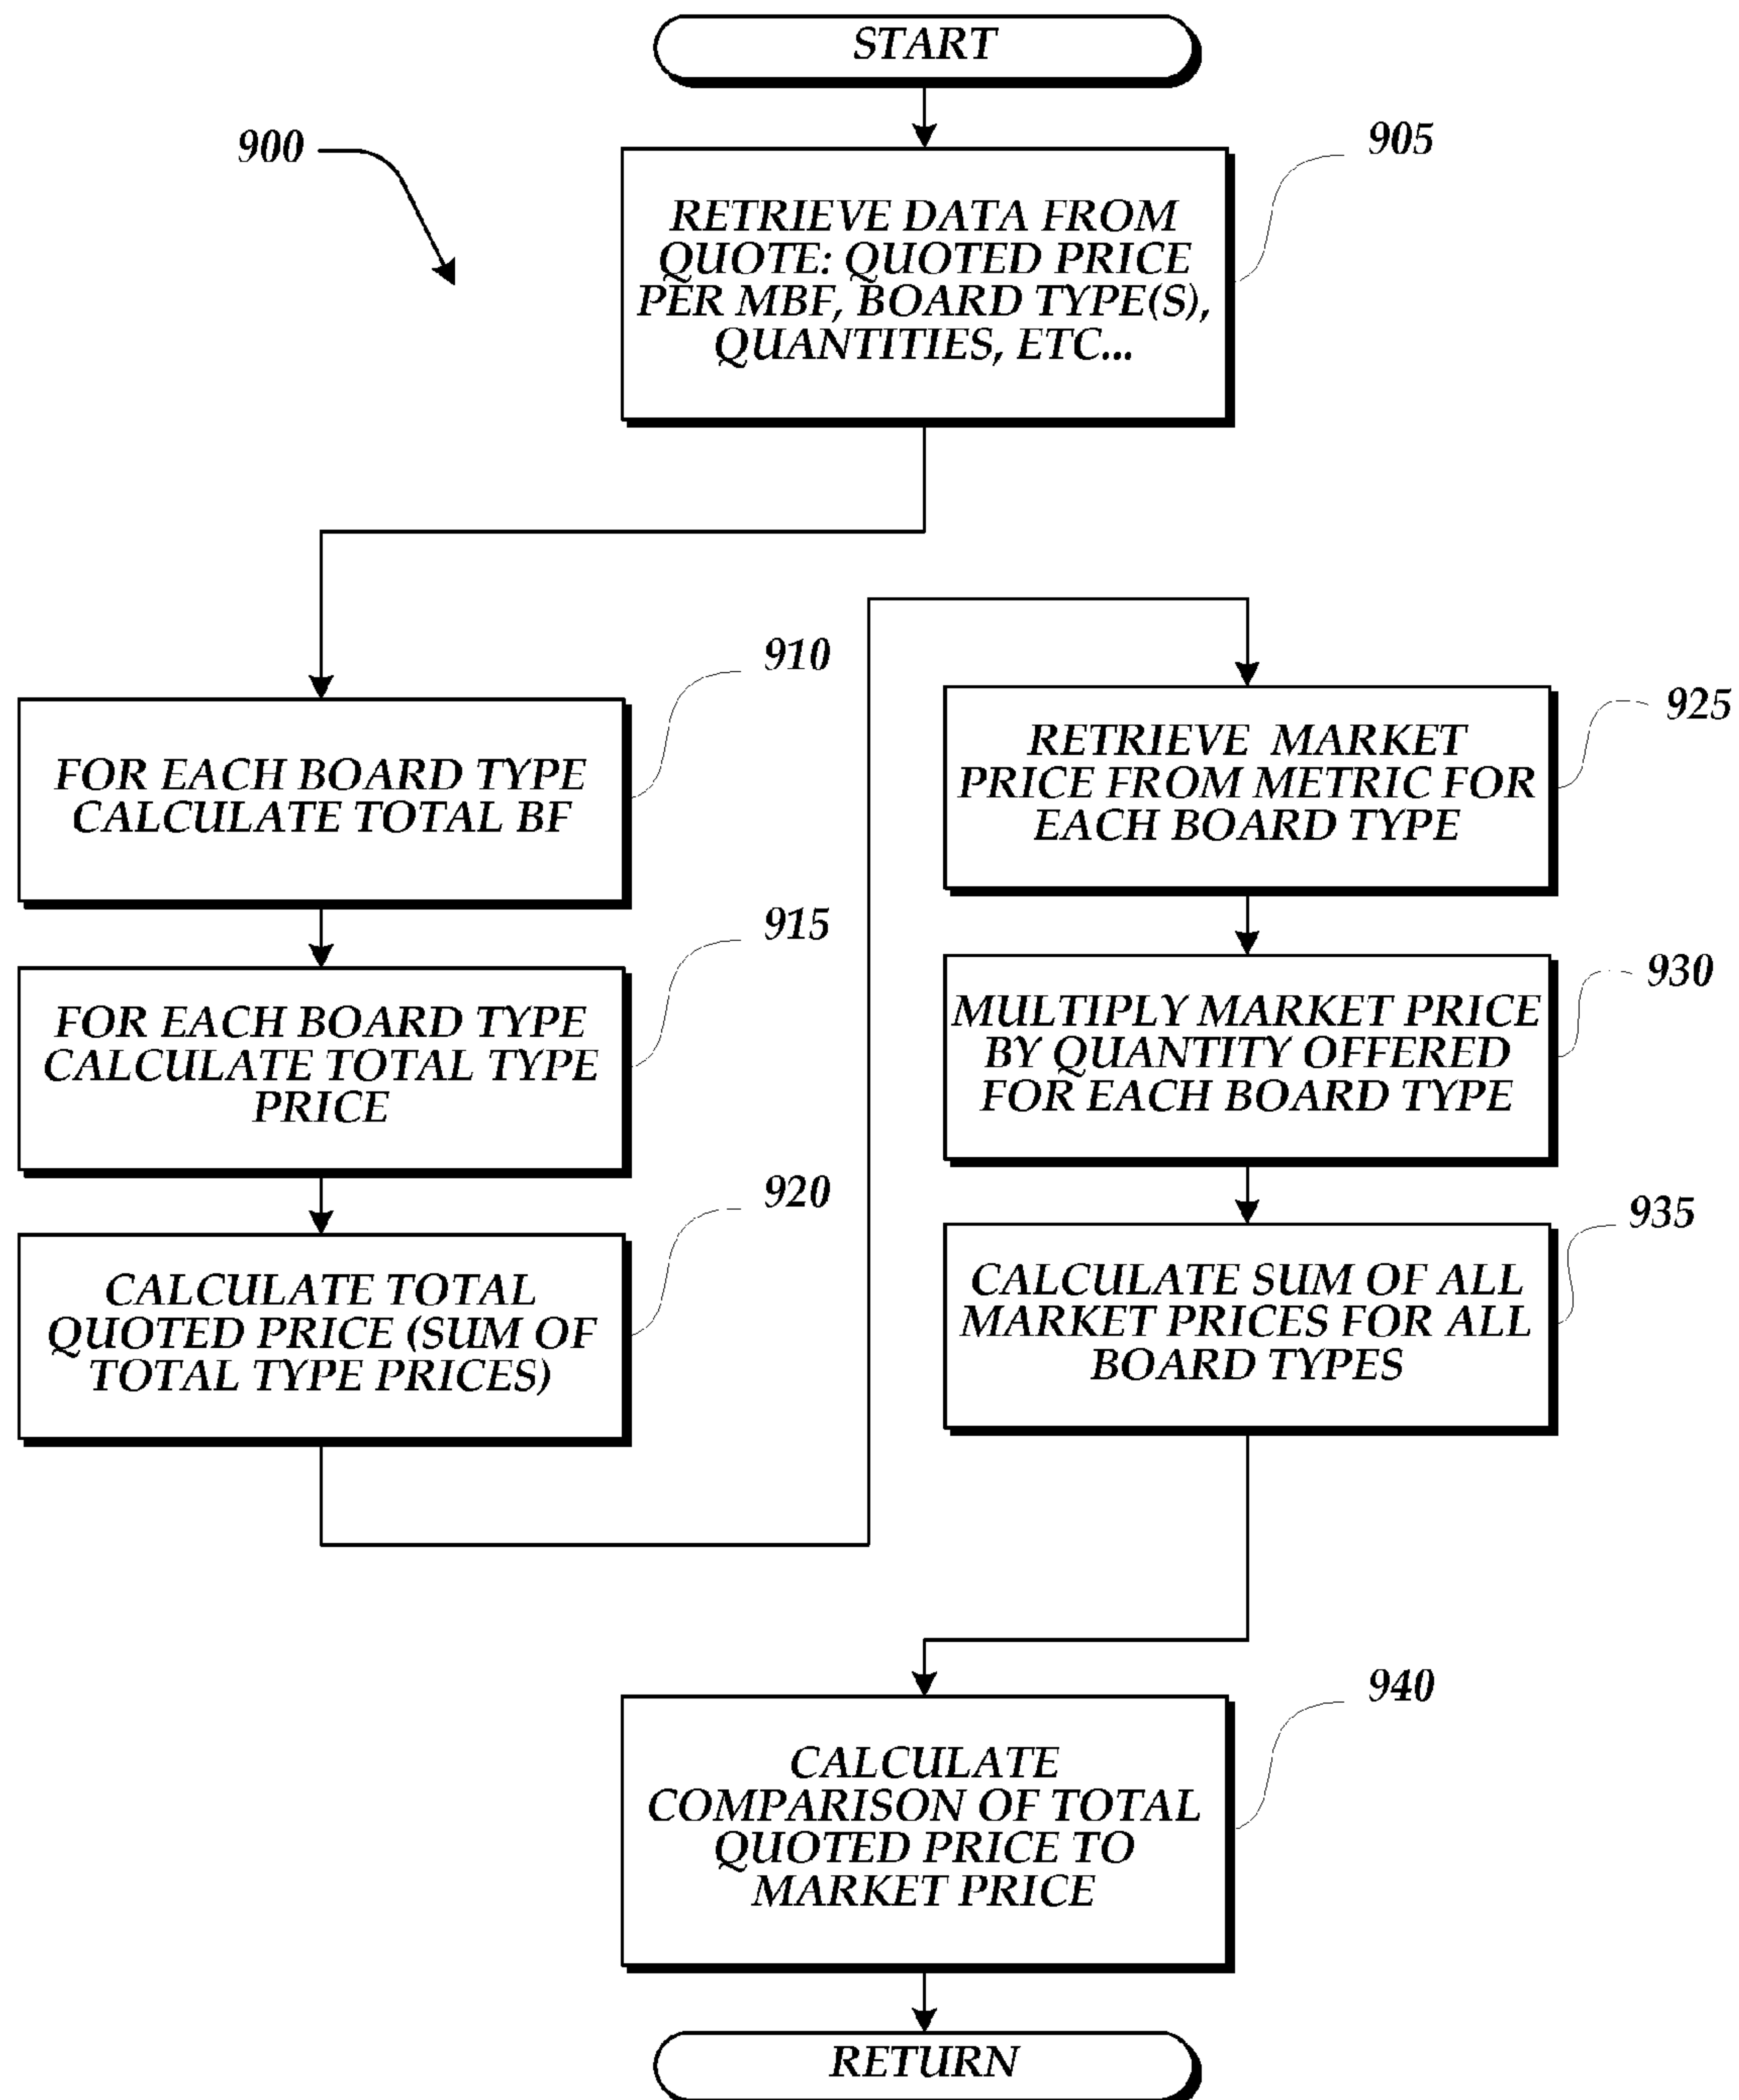 START
900
905
RETRIEVE DATA FROM
QUOTE: QUOTED PRICE
PER MBF, BOARD TYPE(S),
QUANTITIES, ETC...
910
FOR EACH BOARD TYPE
CALCULATE TOTAL BF
915
FOR EACH BOARD TYPE
CALCULATE TOTAL TYPE
PRICE
920
CALCULATE TOTAL
QUOTED PRICE (SUM OF
TOTAL TYPE PRICES)
925
RETRIEVE MARKET
PRICE FROM METRIC FOR
EACH BOARD TYPE
930
MULTIPLY MARKET PRICE
BY QUANTITY OFFERED
FOR EACH BOARD TYPE
935
CALCULATE SUM OF ALL
MARKET PRICES FOR ALL
BOARD TYPES
940
CALCULATE
COMPARISON OF TOTAL
QUOTED PRICE TO
MARKET PRICE
RETURN